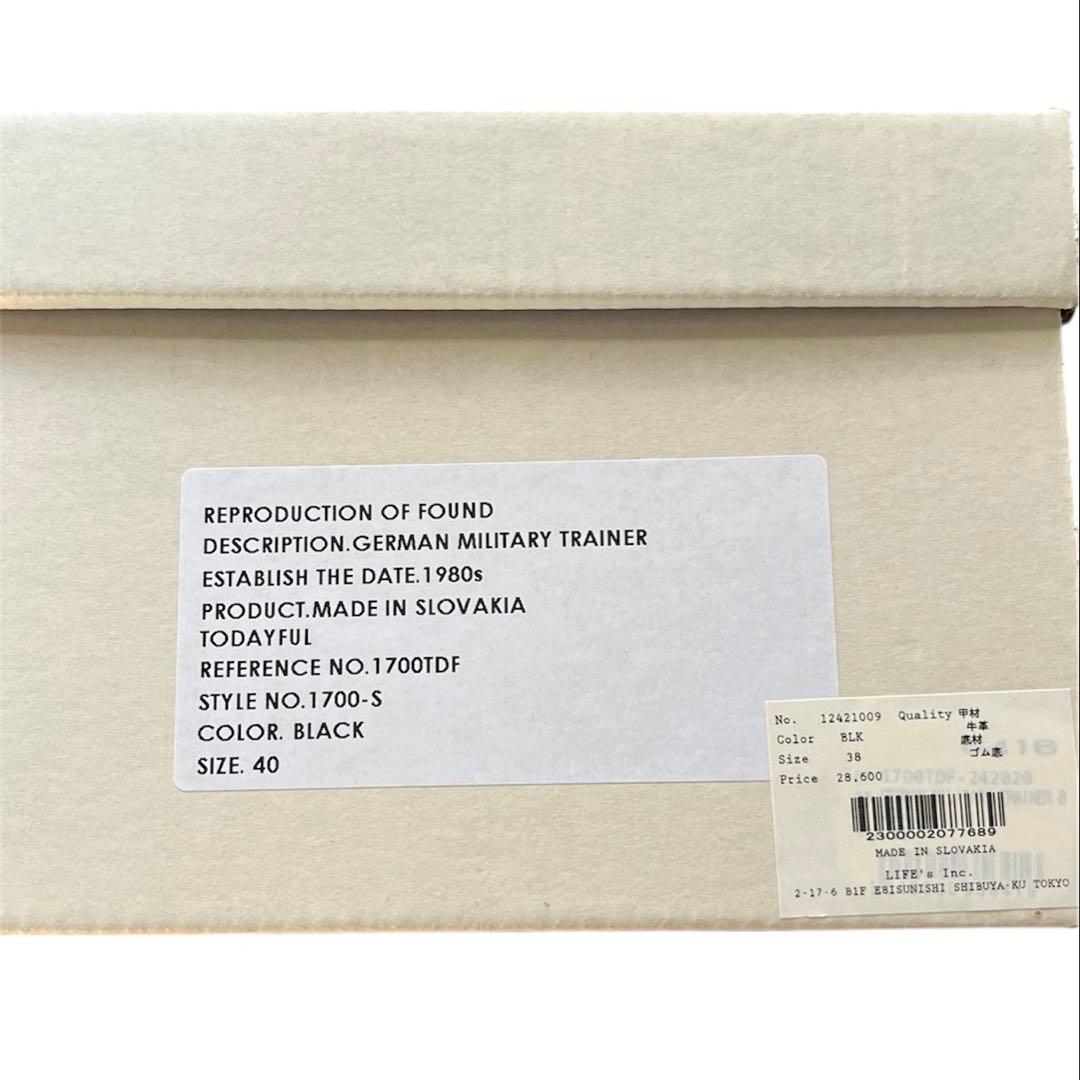 REPRODUCTION OF FOUND
DESCRIPTION.GERMAN MILITARY TRAINER
ESTABLISH THE DATE.1980s
PRODUCT.MADE IN SLOVAKIA
TODAYFUL
REFERENCE NO.1700TDF
STYLE NO.1700-S
COLOR. BLACK
SIZE. 40
No. 12421009 Quality 甲材
牛革
Color BLK 底材
Size 38 ゴム底
Price 28,600
1700TDF-242020
2300002077689
MADE IN SLOVAKIA
LIFE's Inc.
2-17-6 B1F EBISUNISHI SHIBUYA-KU TOKYO